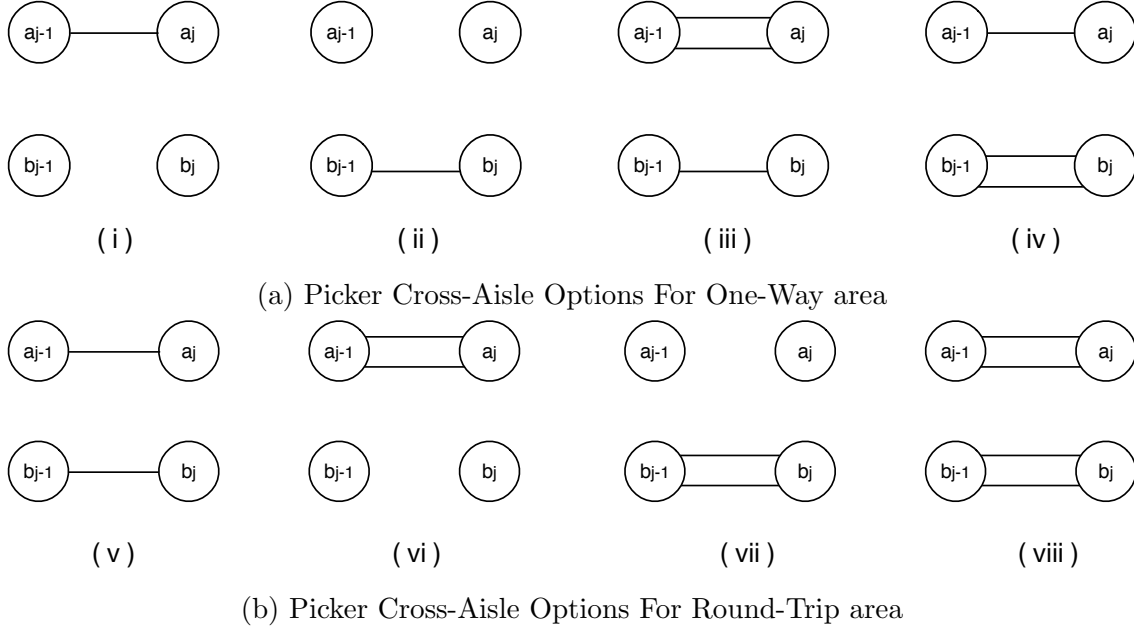 aj-1 aj aj-1 aj aj-1 aj aj-1 aj
bj-1 bj bj-1 bj bj-1 bj bj-1 bj
( i ) ( ii ) ( iii ) ( iv )
(a) Picker Cross-Aisle Options For One-Way area
aj-1 aj aj-1 aj aj-1 aj aj-1 aj
bj-1 bj bj-1 bj bj-1 bj bj-1 bj
( v ) ( vi ) ( vii ) ( viii )
(b) Picker Cross-Aisle Options For Round-Trip area